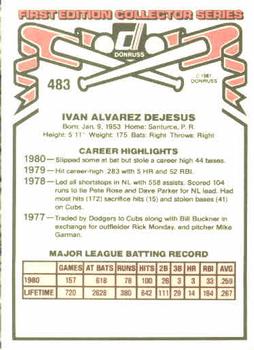 FIRST EDITION COLLECTOR SERIES
DONRUSS
© 1981
DONRUSS
483
IVAN ALVAREZ DEJESUS
Born: Jan. 9, 1953 Home: Santurce, P. R.
Height: 5 11" Weight: 175 Bats: Right Throws: Right
CAREER HIGHLIGHTS
1980—Slipped some at bat but stole a career high 44 bases.
1979—Hit career-high .283 with 5 HR and 52 RBI.
1978—Led all shortstops in NL with 558 assists. Scored 104
runs to tie Pete Rose and Dave Parker for NL lead. Had
most hits (172) sacrifice hits (15) and stolen bases (41)
on Cubs.
1977—Traded by Dodgers to Cubs along with Bill Buckner in
exchange for outfielder Rick Monday, and pitcher Mike
Garman.
MAJOR LEAGUE BATTING RECORD
GAMES AT BATS RUNS HITS 2B 3B HR RBI AVG
1980 157 618 78 160 26 3 3 33 .259
LIFETIME 720 2628 380 642 111 29 14 164 .267